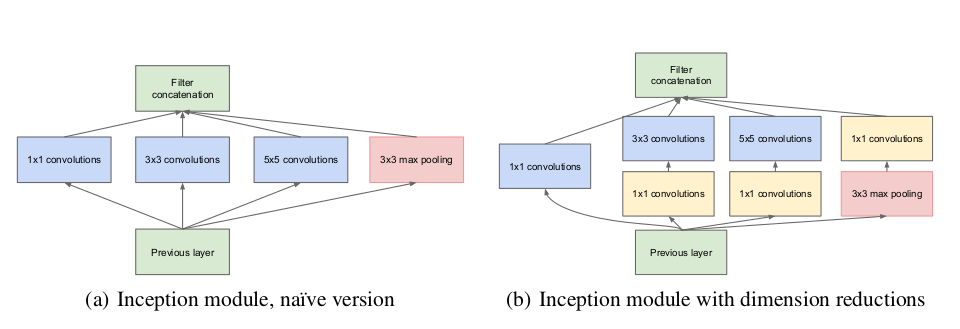 Filter
concatenation
1x1 convolutions
3x3 convolutions
5x5 convolutions
3x3 max pooling
Previous layer
(a) Inception module, naïve version
Filter
concatenation
3x3 convolutions
5x5 convolutions
1x1 convolutions
1x1 convolutions
1x1 convolutions
1x1 convolutions
3x3 max pooling
Previous layer
(b) Inception module with dimension reductions